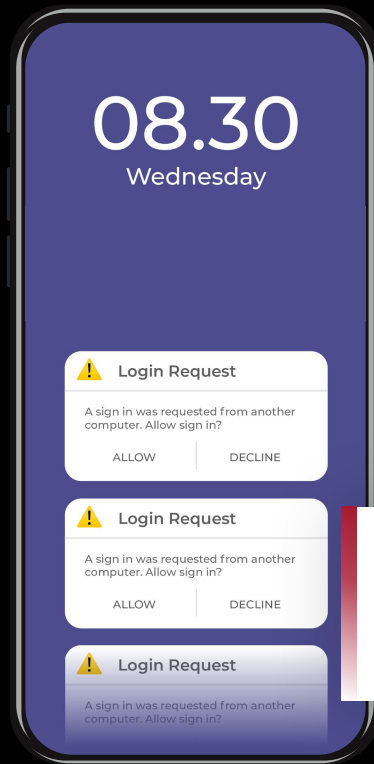 08.30
Wednesday
Login Request
A sign in was requested from another
computer. Allow sign in?
ALLOW DECLINE
Login Request
A sign in was requested from another
computer. Allow sign in?
ALLOW DECLINE
Login Request
A sign in was requested from another
computer. Allow sign in?